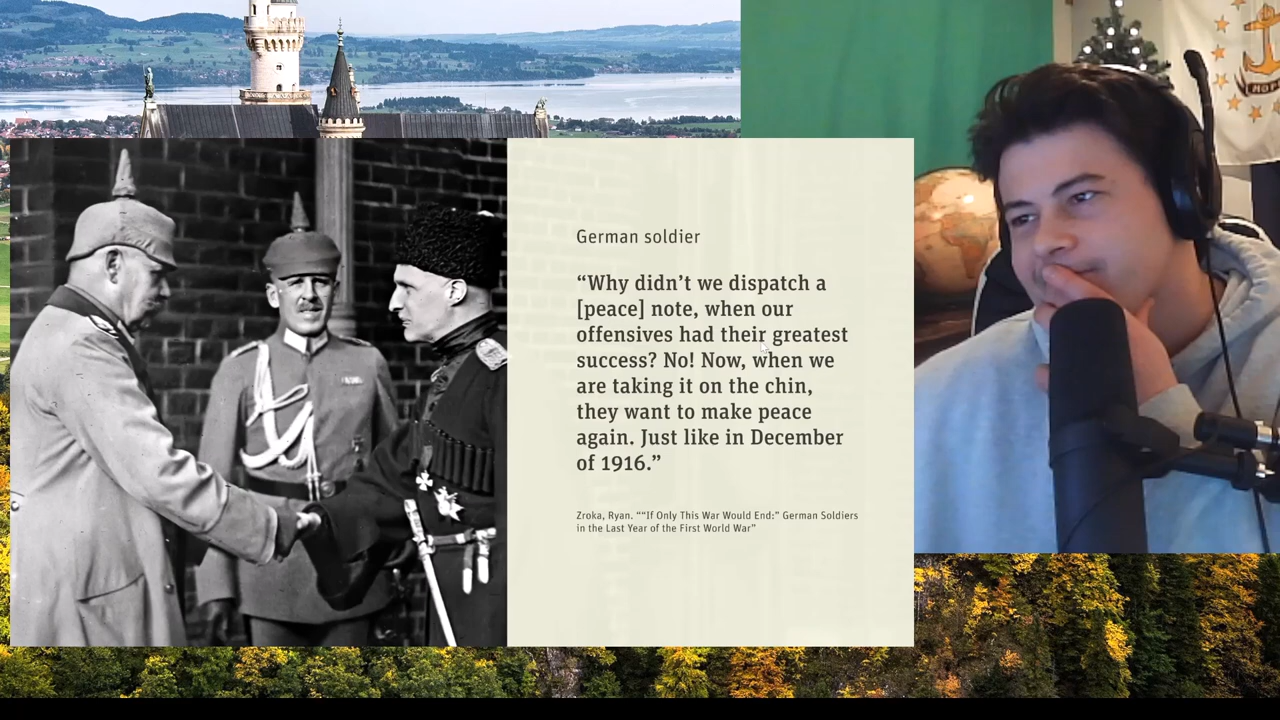 German soldier
“Why didn’t we dispatch a
[peace] note, when our
offensives had their greatest
success? No! Now, when we
are taking it on the chin,
they want to make peace
again. Just like in December
of 1916.”
Zroka, Ryan. ““If Only This War Would End:” German Soldiers
in the Last Year of the First World War”
HOP